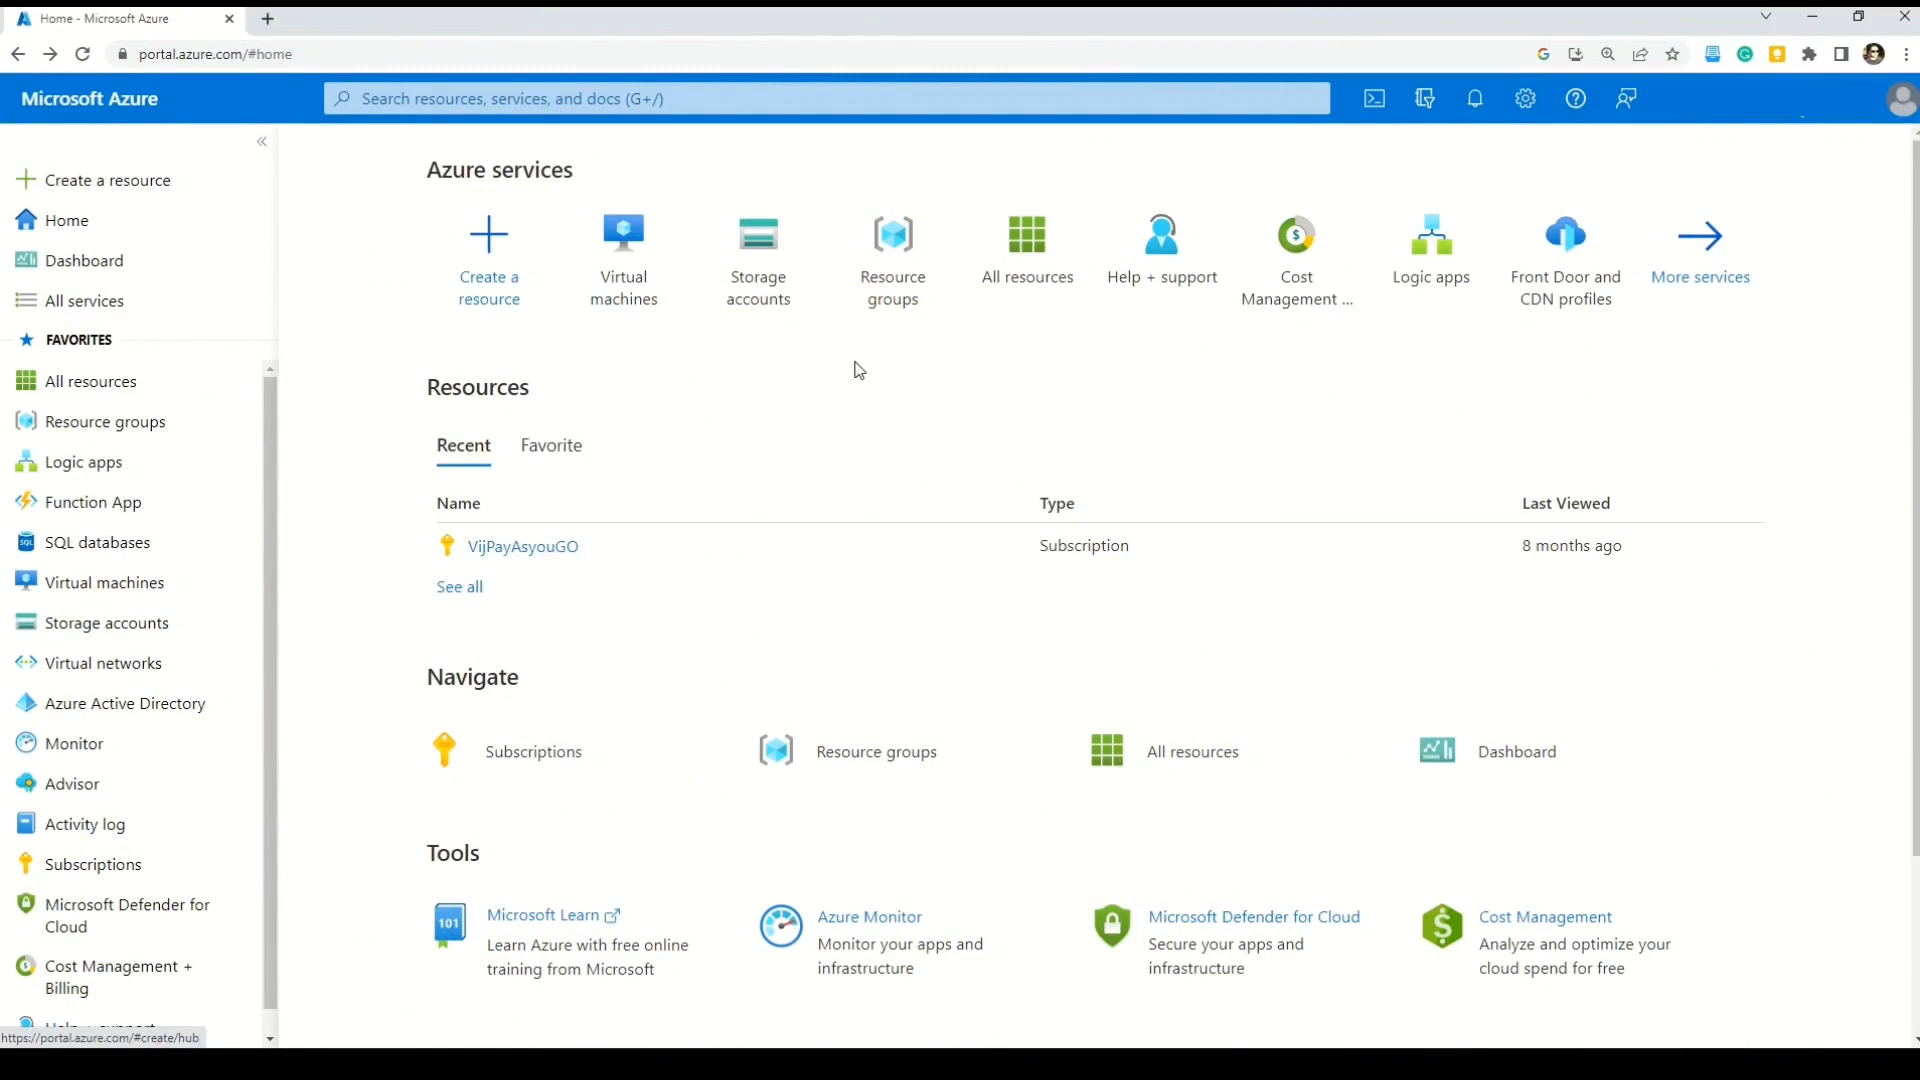 Home - Microsoft Azure
portal.azure.com/#home
Microsoft Azure
Search resources, services, and docs (G+/)
Create a resource
Home
Dashboard
All services
FAVORITES
All resources
Resource groups
Logic apps
Function App
SQL databases
Virtual machines
Storage accounts
Virtual networks
Azure Active Directory
Monitor
Advisor
Activity log
Subscriptions
Microsoft Defender for
Cloud
Cost Management +
Billing
Help + support
https://portal.azure.com/#create/hub
Azure services
Create a
resource
Virtual
machines
Storage
accounts
Resource
groups
All resources
Help + support
Cost
Management ...
Logic apps
Front Door and
CDN profiles
More services
Resources
Recent
Favorite
Name
Type
Last Viewed
VijPayAsyouGO
Subscription
8 months ago
See all
Navigate
Subscriptions
Resource groups
All resources
Dashboard
Tools
101
Microsoft Learn
Learn Azure with free online
training from Microsoft
Azure Monitor
Monitor your apps and
infrastructure
Microsoft Defender for Cloud
Secure your apps and
infrastructure
Cost Management
Analyze and optimize your
cloud spend for free